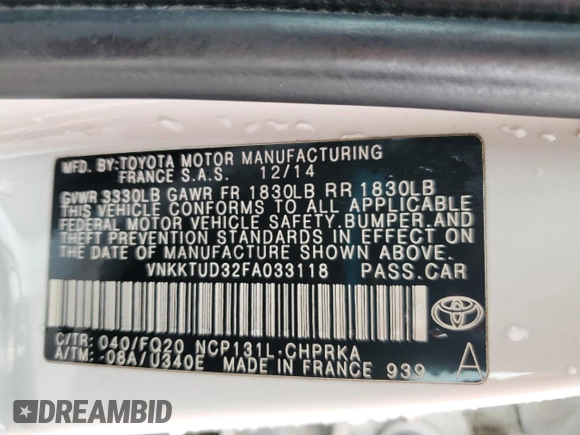 MFD. BY: TOYOTA MOTOR MANUFACTURING
FRANCE S.A.S. 12/14
GVWR 3330LB GAWR FR 1830LB RR 1830LB
THIS VEHICLE CONFORMS TO ALL APPLICABLE
FEDERAL MOTOR VEHICLE SAFETY, BUMPER, AND
THEFT PREVENTION STANDARDS IN EFFECT ON
THE DATE OF MANUFACTURE SHOWN ABOVE.
VNKKTUD32FA033118 PASS.CAR
C/TR: 040/FQ20 NCP131L-CHPRKA
A/TM: -08A/U340E MADE IN FRANCE 939 A
DREAMBID